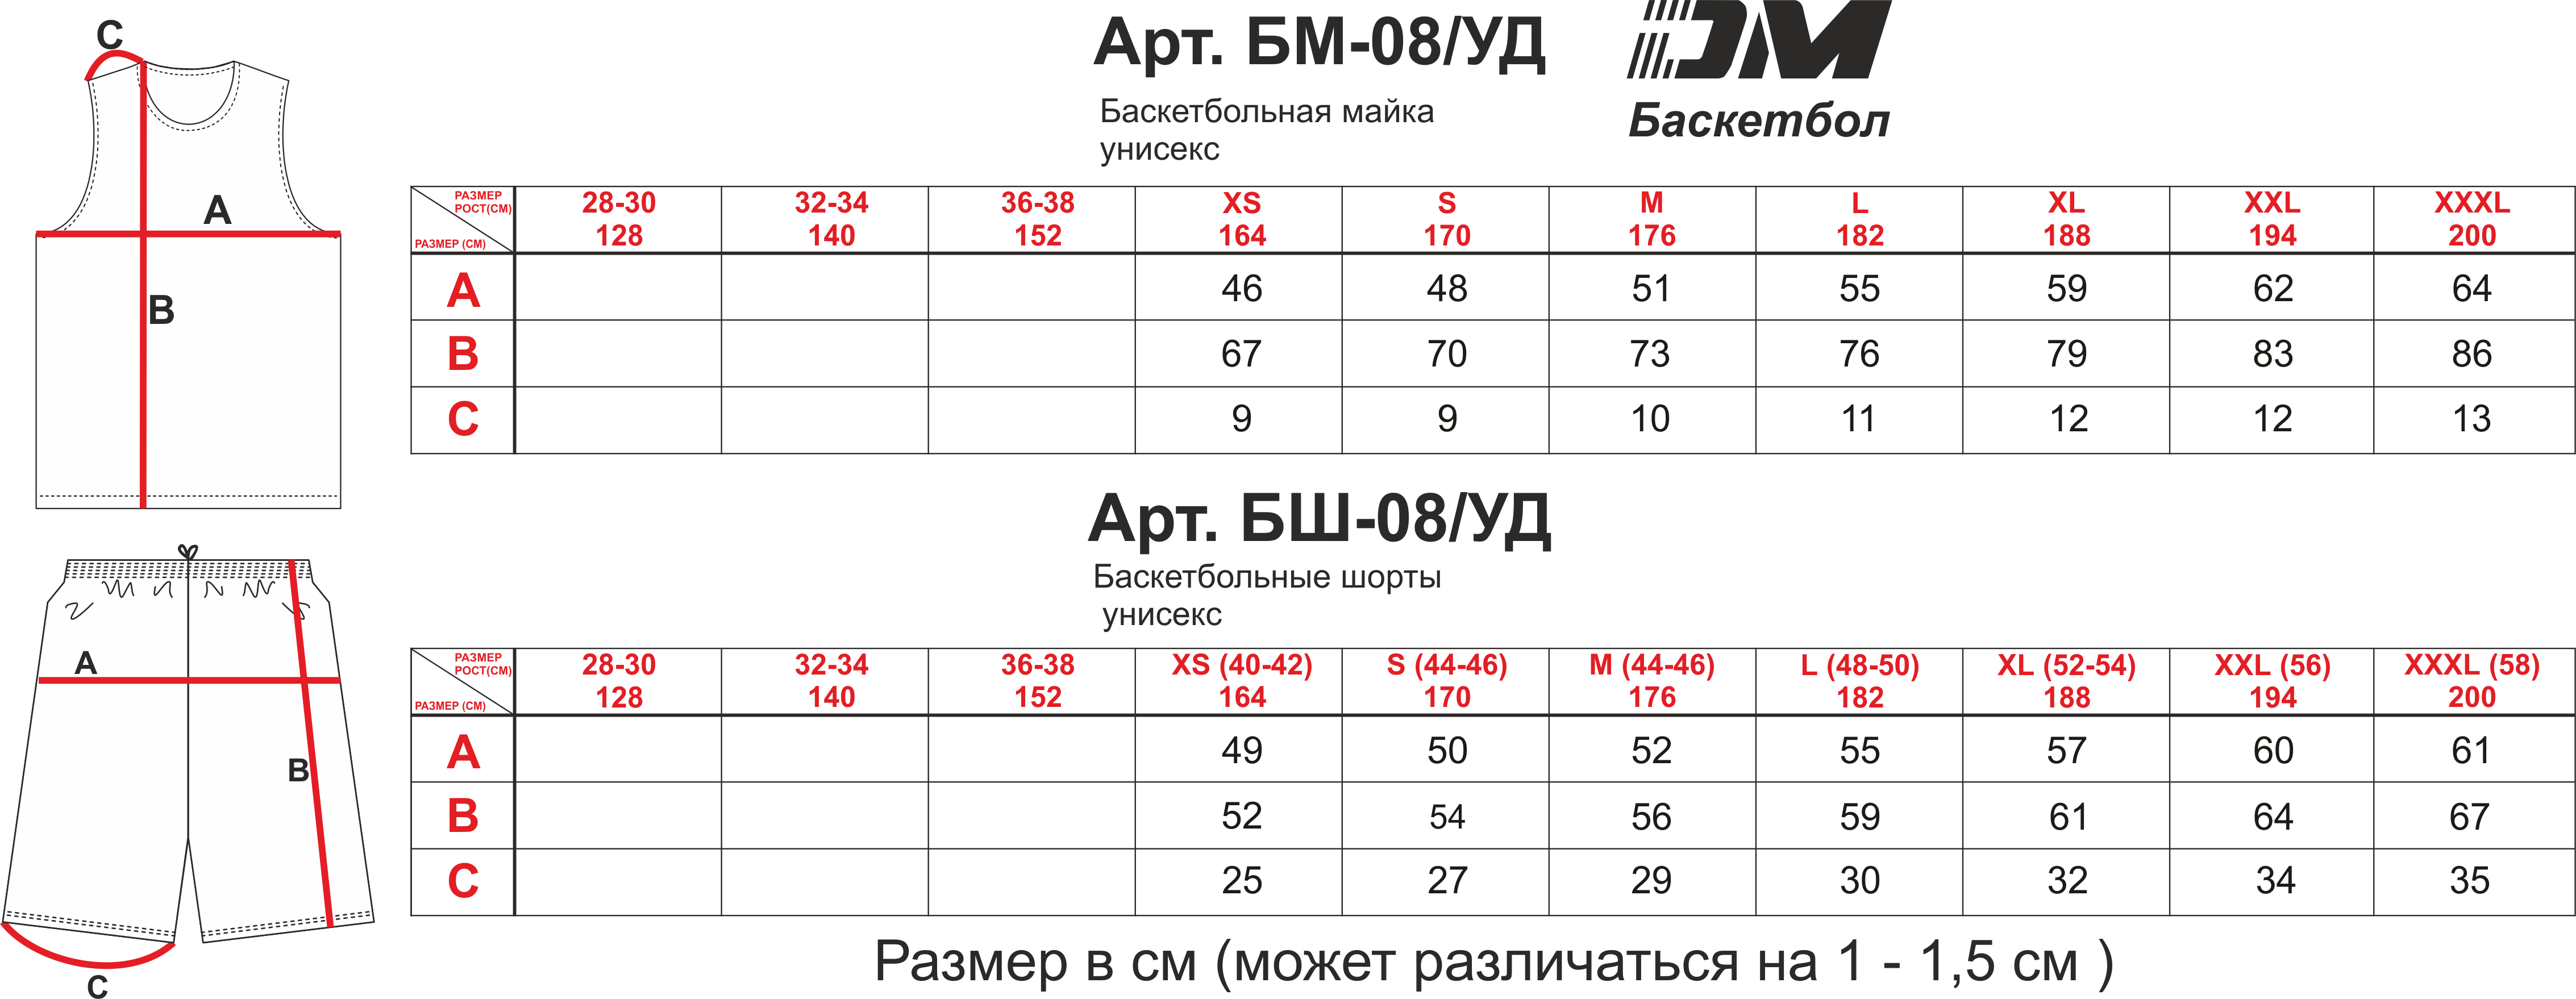 C
A
B
Арт. БМ-08/УД
Баскетбольная майка
унисекс
DM
Баскетбол
РАЗМЕР РОСТ(СМ) РАЗМЕР (СМ) 28-30 32-34 36-38 XS S M L XL XXL XXXL
128 140 152 164 170 176 182 188 194 200
A 46 48 51 55 59 62 64
B 67 70 73 76 79 83 86
C 9 9 10 11 12 12 13
Арт. БШ-08/УД
Баскетбольные шорты
унисекс
A
B
C
РАЗМЕР РОСТ(СМ) РАЗМЕР (СМ) 28-30 32-34 36-38 XS (40-42) S (44-46) M (44-46) L (48-50) XL (52-54) XXL (56) XXXL (58)
128 140 152 164 170 176 182 188 194 200
A 49 50 52 55 57 60 61
B 52 54 56 59 61 64 67
C 25 27 29 30 32 34 35
Размер в см (может различаться на 1 - 1,5 см )